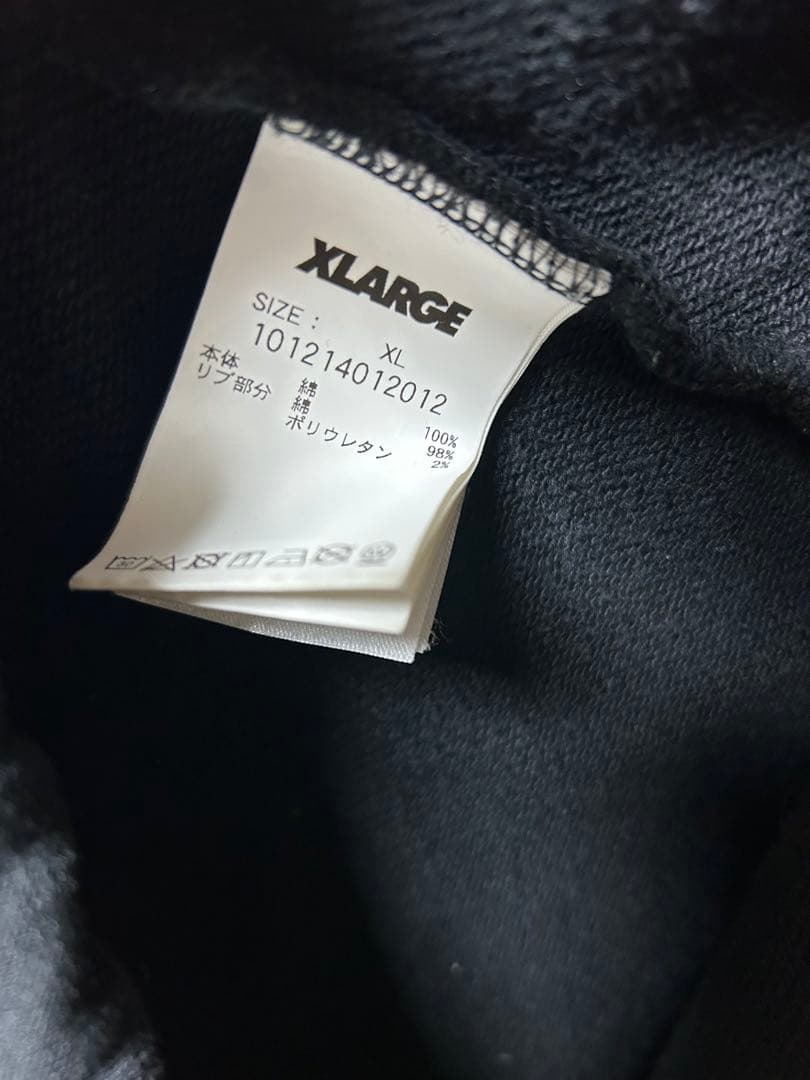 XLARGE
SIZE : XL
101214012012
本体 綿 100%
リブ部分 綿 98%
ポリウレタン 2%